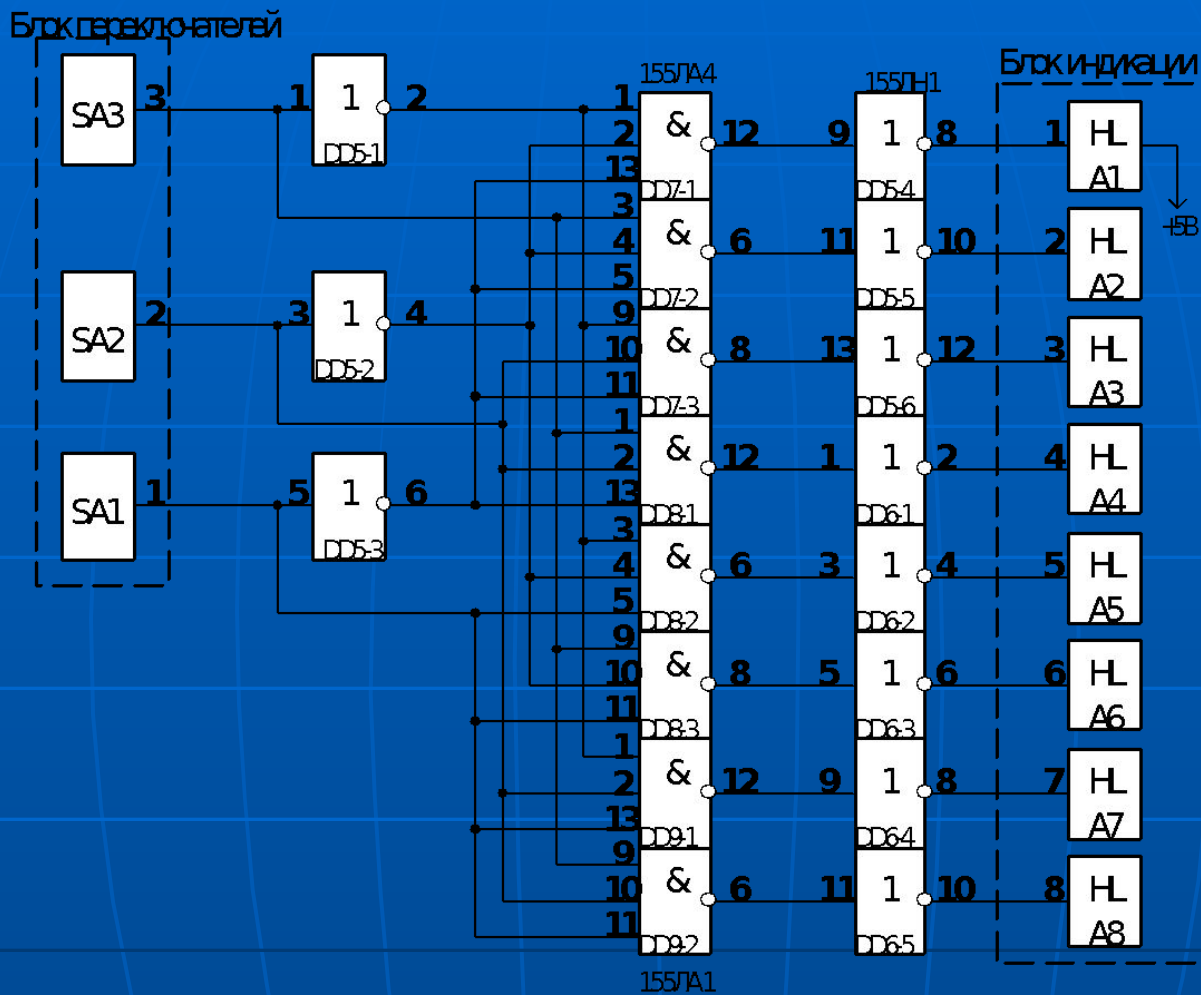 Блок переключателей
SA3
3
1
1
2
DD5-1
SA2
2
3
1
4
DD5-2
SA1
1
5
1
6
DD5-3
155ЛА4
155ЛН1
Блок индикации
1
2
13
&
DD7-1
12
9
1
DD5-4
8
1
HL
A1
+5В
3
4
5
&
DD7-2
6
11
1
DD5-5
10
2
HL
A2
9
10
11
&
DD7-3
8
13
1
DD5-6
12
3
HL
A3
1
2
13
&
DD8-1
12
1
1
DD6-1
2
4
HL
A4
3
4
5
&
DD8-2
6
3
1
DD6-2
4
5
HL
A5
9
10
11
&
DD8-3
8
5
1
DD6-3
6
6
HL
A6
1
2
13
&
DD9-1
12
9
1
DD6-4
8
7
HL
A7
9
10
11
&
DD9-2
6
11
1
DD6-5
10
8
HL
A8
155ЛА1